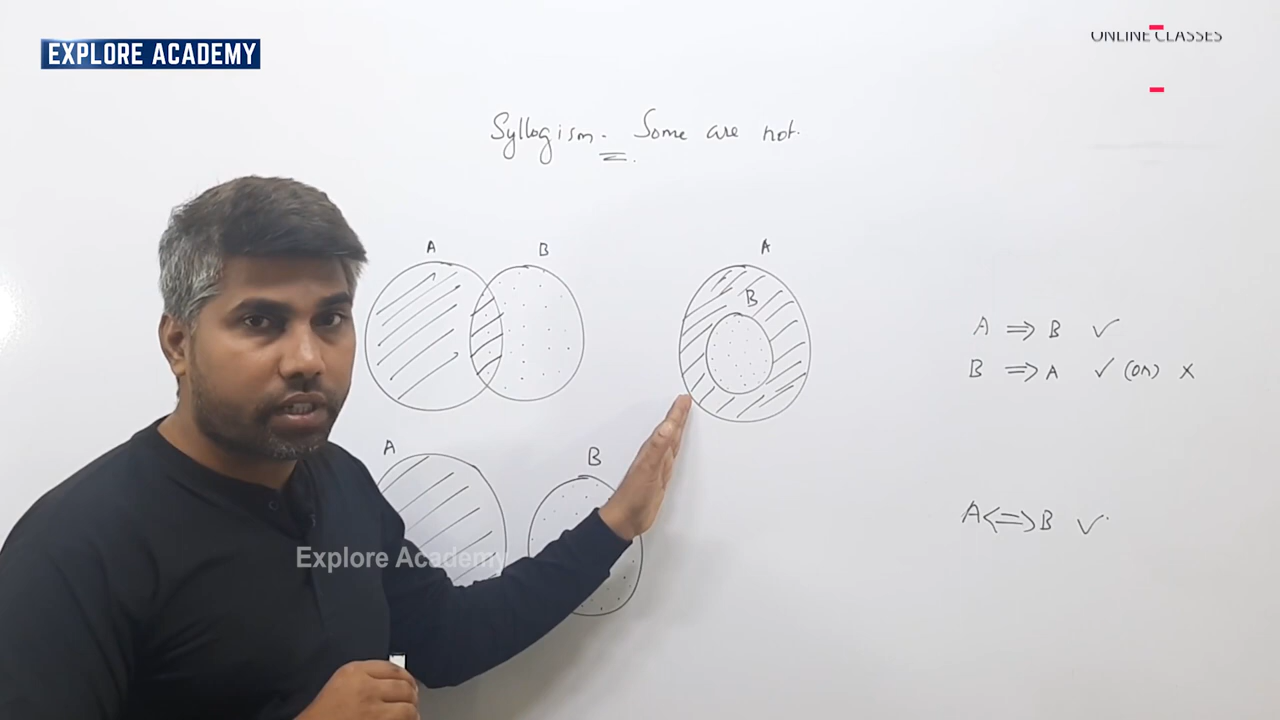 EXPLORE ACADEMY
ONLINE CLASSES
Syllogism - Some are not.
A
B
A
B
A ⇒ B ✓
B ⇒ A ✓ (or) x
A
B
A <=> B ✓
Explore Academy